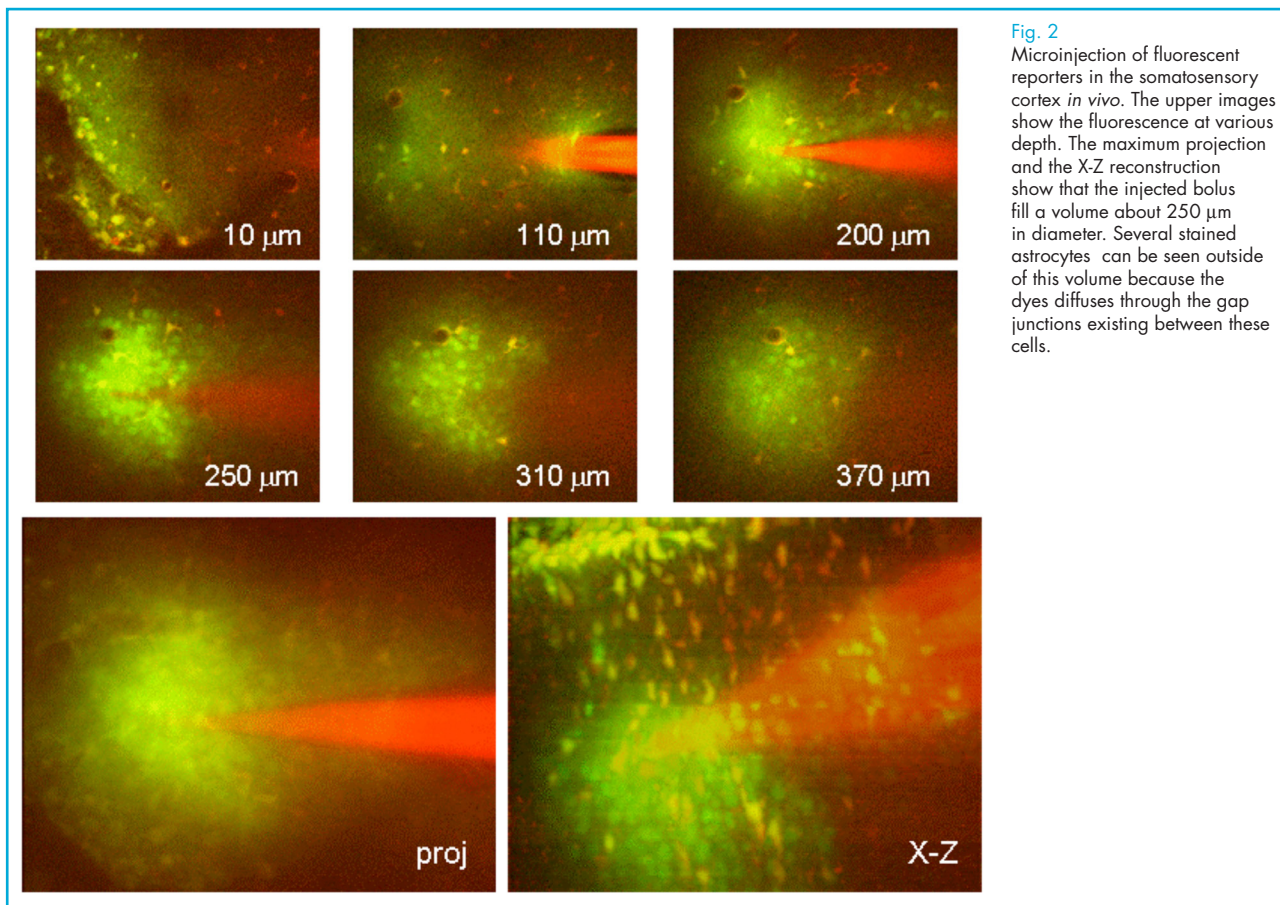 10 μm
110 μm
200 μm
250 μm
310 μm
370 μm
proj
X-Z
Fig. 2
Microinjection of fluorescent
reporters in the somatosensory
cortex in vivo. The upper images
show the fluorescence at various
depth. The maximum projection
and the X-Z reconstruction
show that the injected bolus
fill a volume about 250 μm
in diameter. Several stained
astrocytes can be seen outside
of this volume because the
dyes diffuses through the gap
junctions existing between these
cells.